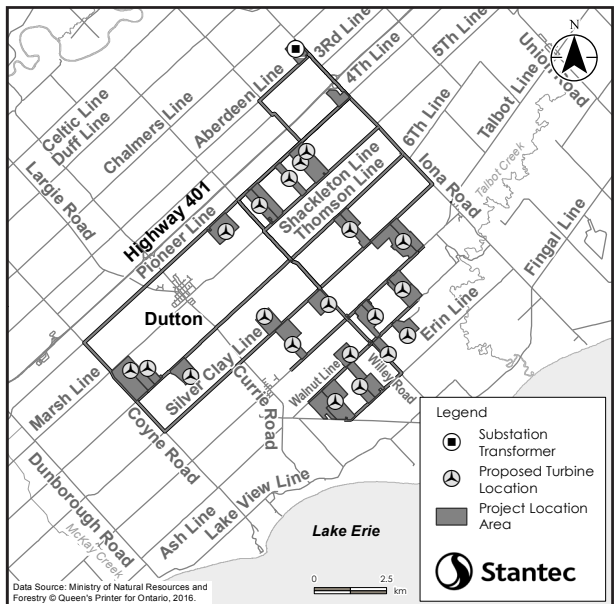 N
3Rd Line
4Th Line
5Th Line
Union Road
Aberdeen Line
Celtic Line
Duff Line
Chalmers Line
6Th Line
Talbot Line
Largie Road
Iona Road
Talbot Creek
Highway 401
Shackleton Line
Thomson Line
Pioneer Line
Fingal Line
Dutton
Erin Line
Silver Clay Line
Marsh Line
Walnut Line
Willey Road
Currie Road
Coyne Road
Dunborough Road
McKay Creek
Ash Line
Lake View Line
Lake Erie
Legend
Substation
Transformer
Proposed Turbine
Location
Project Location
Area
Stantec
0
2.5
km
Data Source: Ministry of Natural Resources and
Forestry © Queen's Printer for Ontario, 2016.